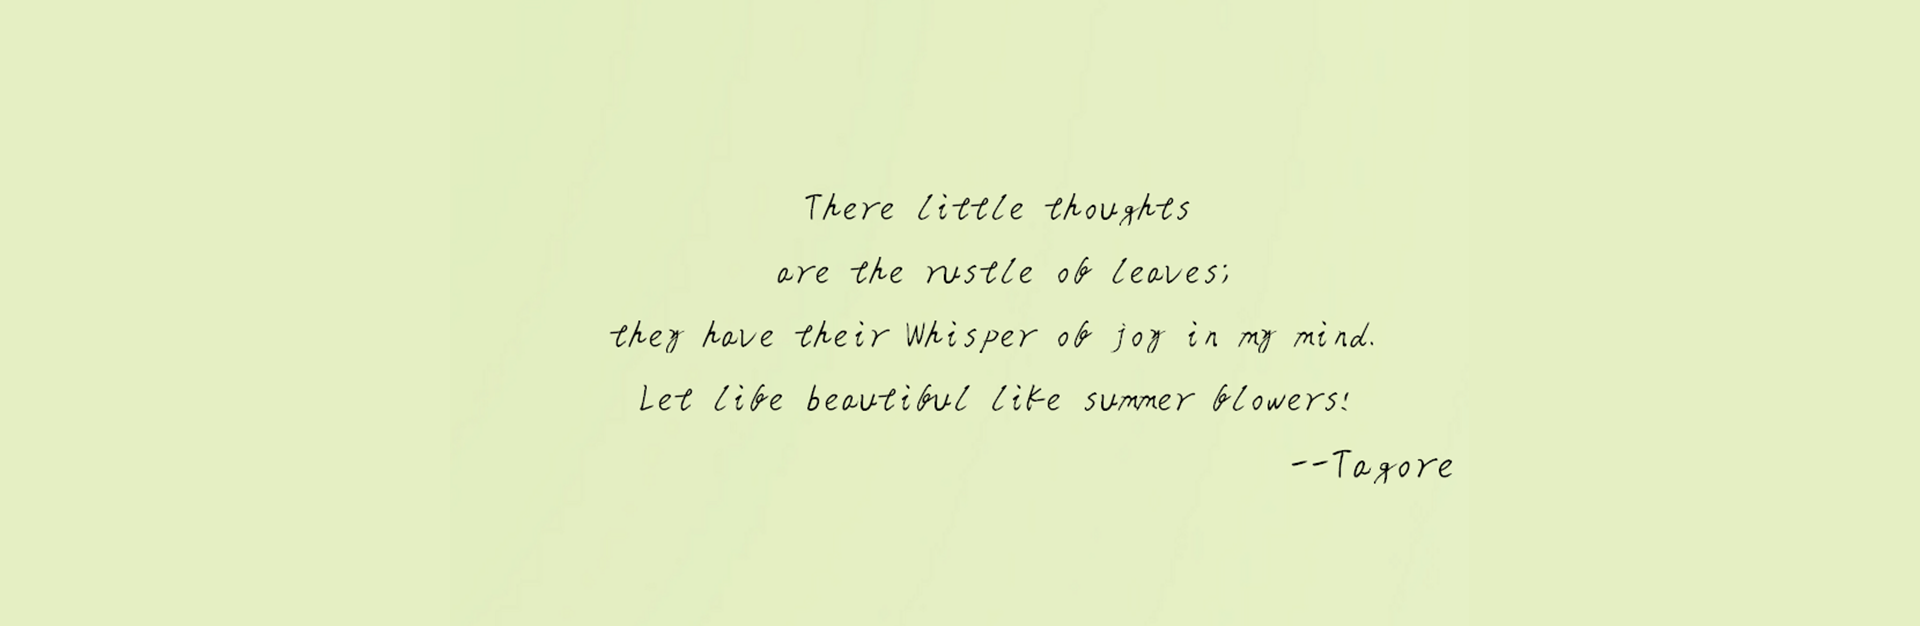 There little thoughts
are the rustle of leaves;
they have their Whisper of joy in my mind.
Let life beautiful like summer flowers!
--Tagore